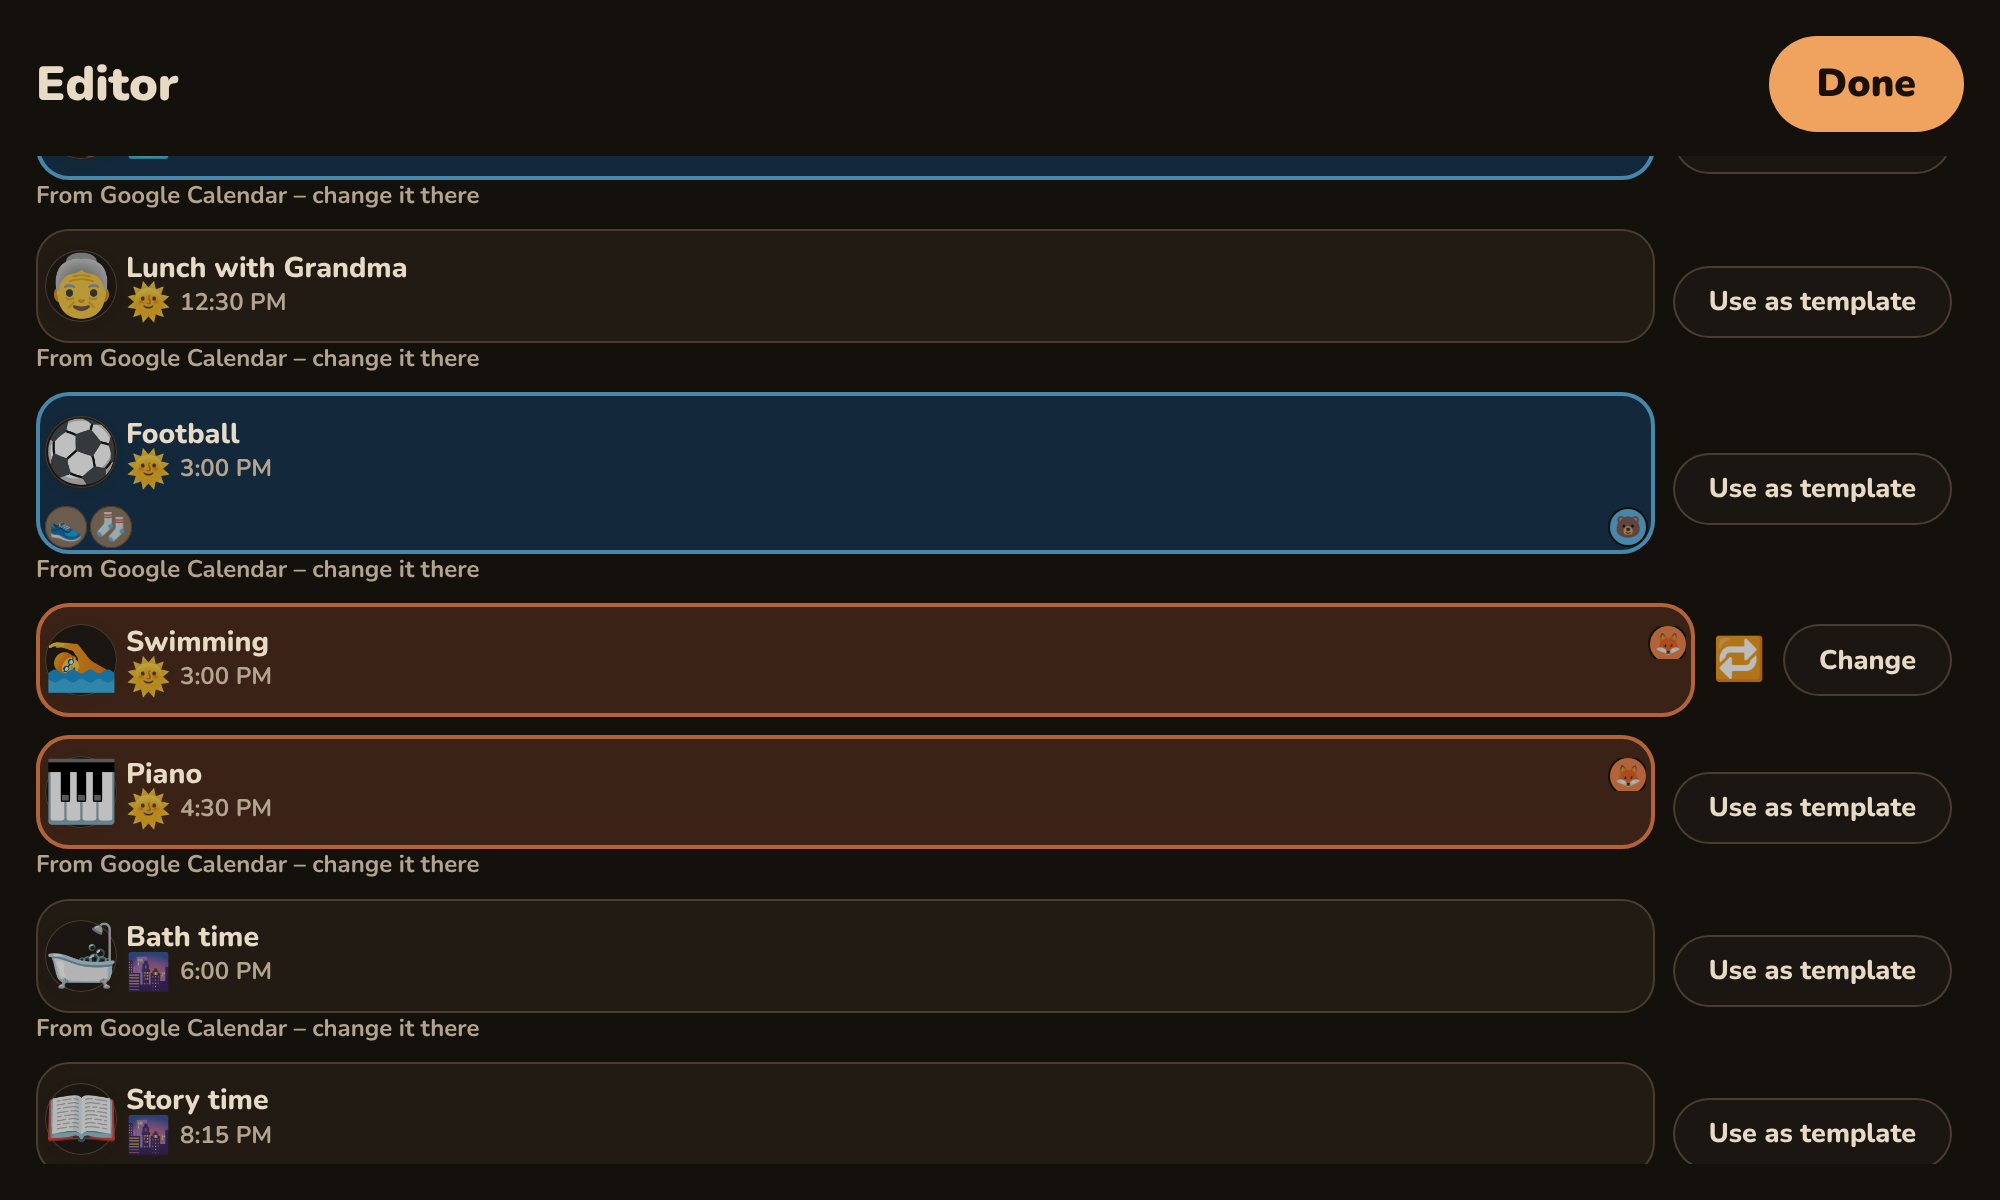 Editor
Done
From Google Calendar – change it there
Lunch with Grandma
12:30 PM
Use as template
From Google Calendar – change it there
Football
3:00 PM
Use as template
From Google Calendar – change it there
Swimming
3:00 PM
Change
Piano
4:30 PM
Use as template
From Google Calendar – change it there
Bath time
6:00 PM
Use as template
From Google Calendar – change it there
Story time
8:15 PM
Use as template